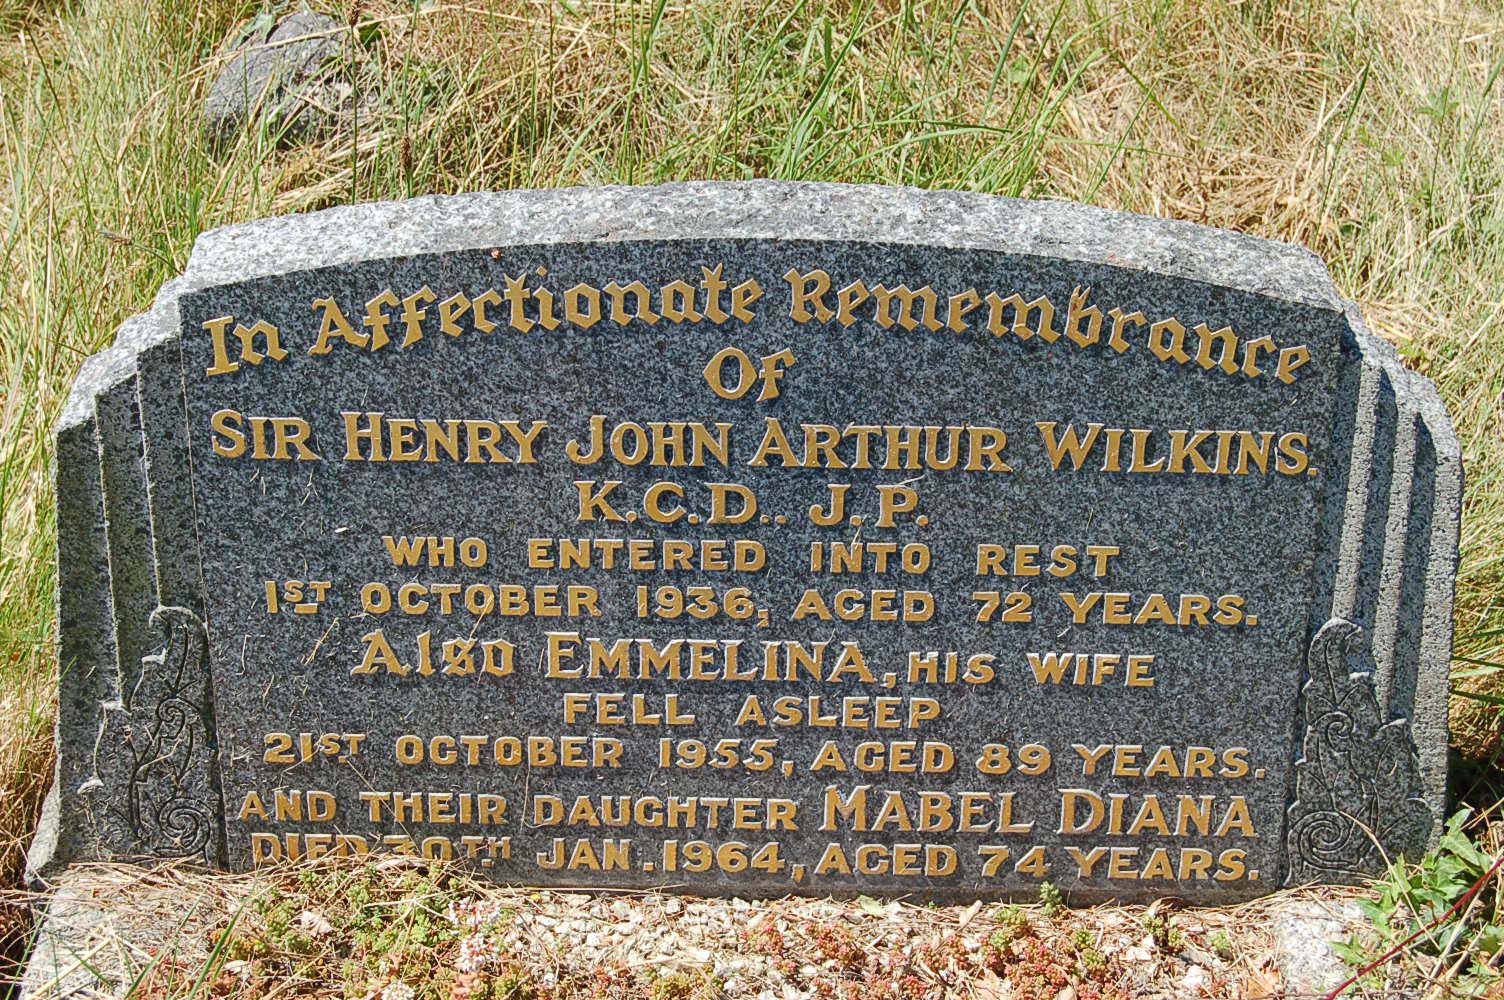 In Affectionate Remembrance
Of
SIR HENRY JOHN ARTHUR WILKINS.
K.C.D.. J.P.
WHO ENTERED INTO REST
1ST OCTOBER 1936, AGED 72 YEARS.
Also EMMELINA, HIS WIFE
FELL ASLEEP
21ST OCTOBER 1955, AGED 89 YEARS.
AND THEIR DAUGHTER MABEL DIANA
DIED 30TH JAN .1964, AGED 74 YEARS.